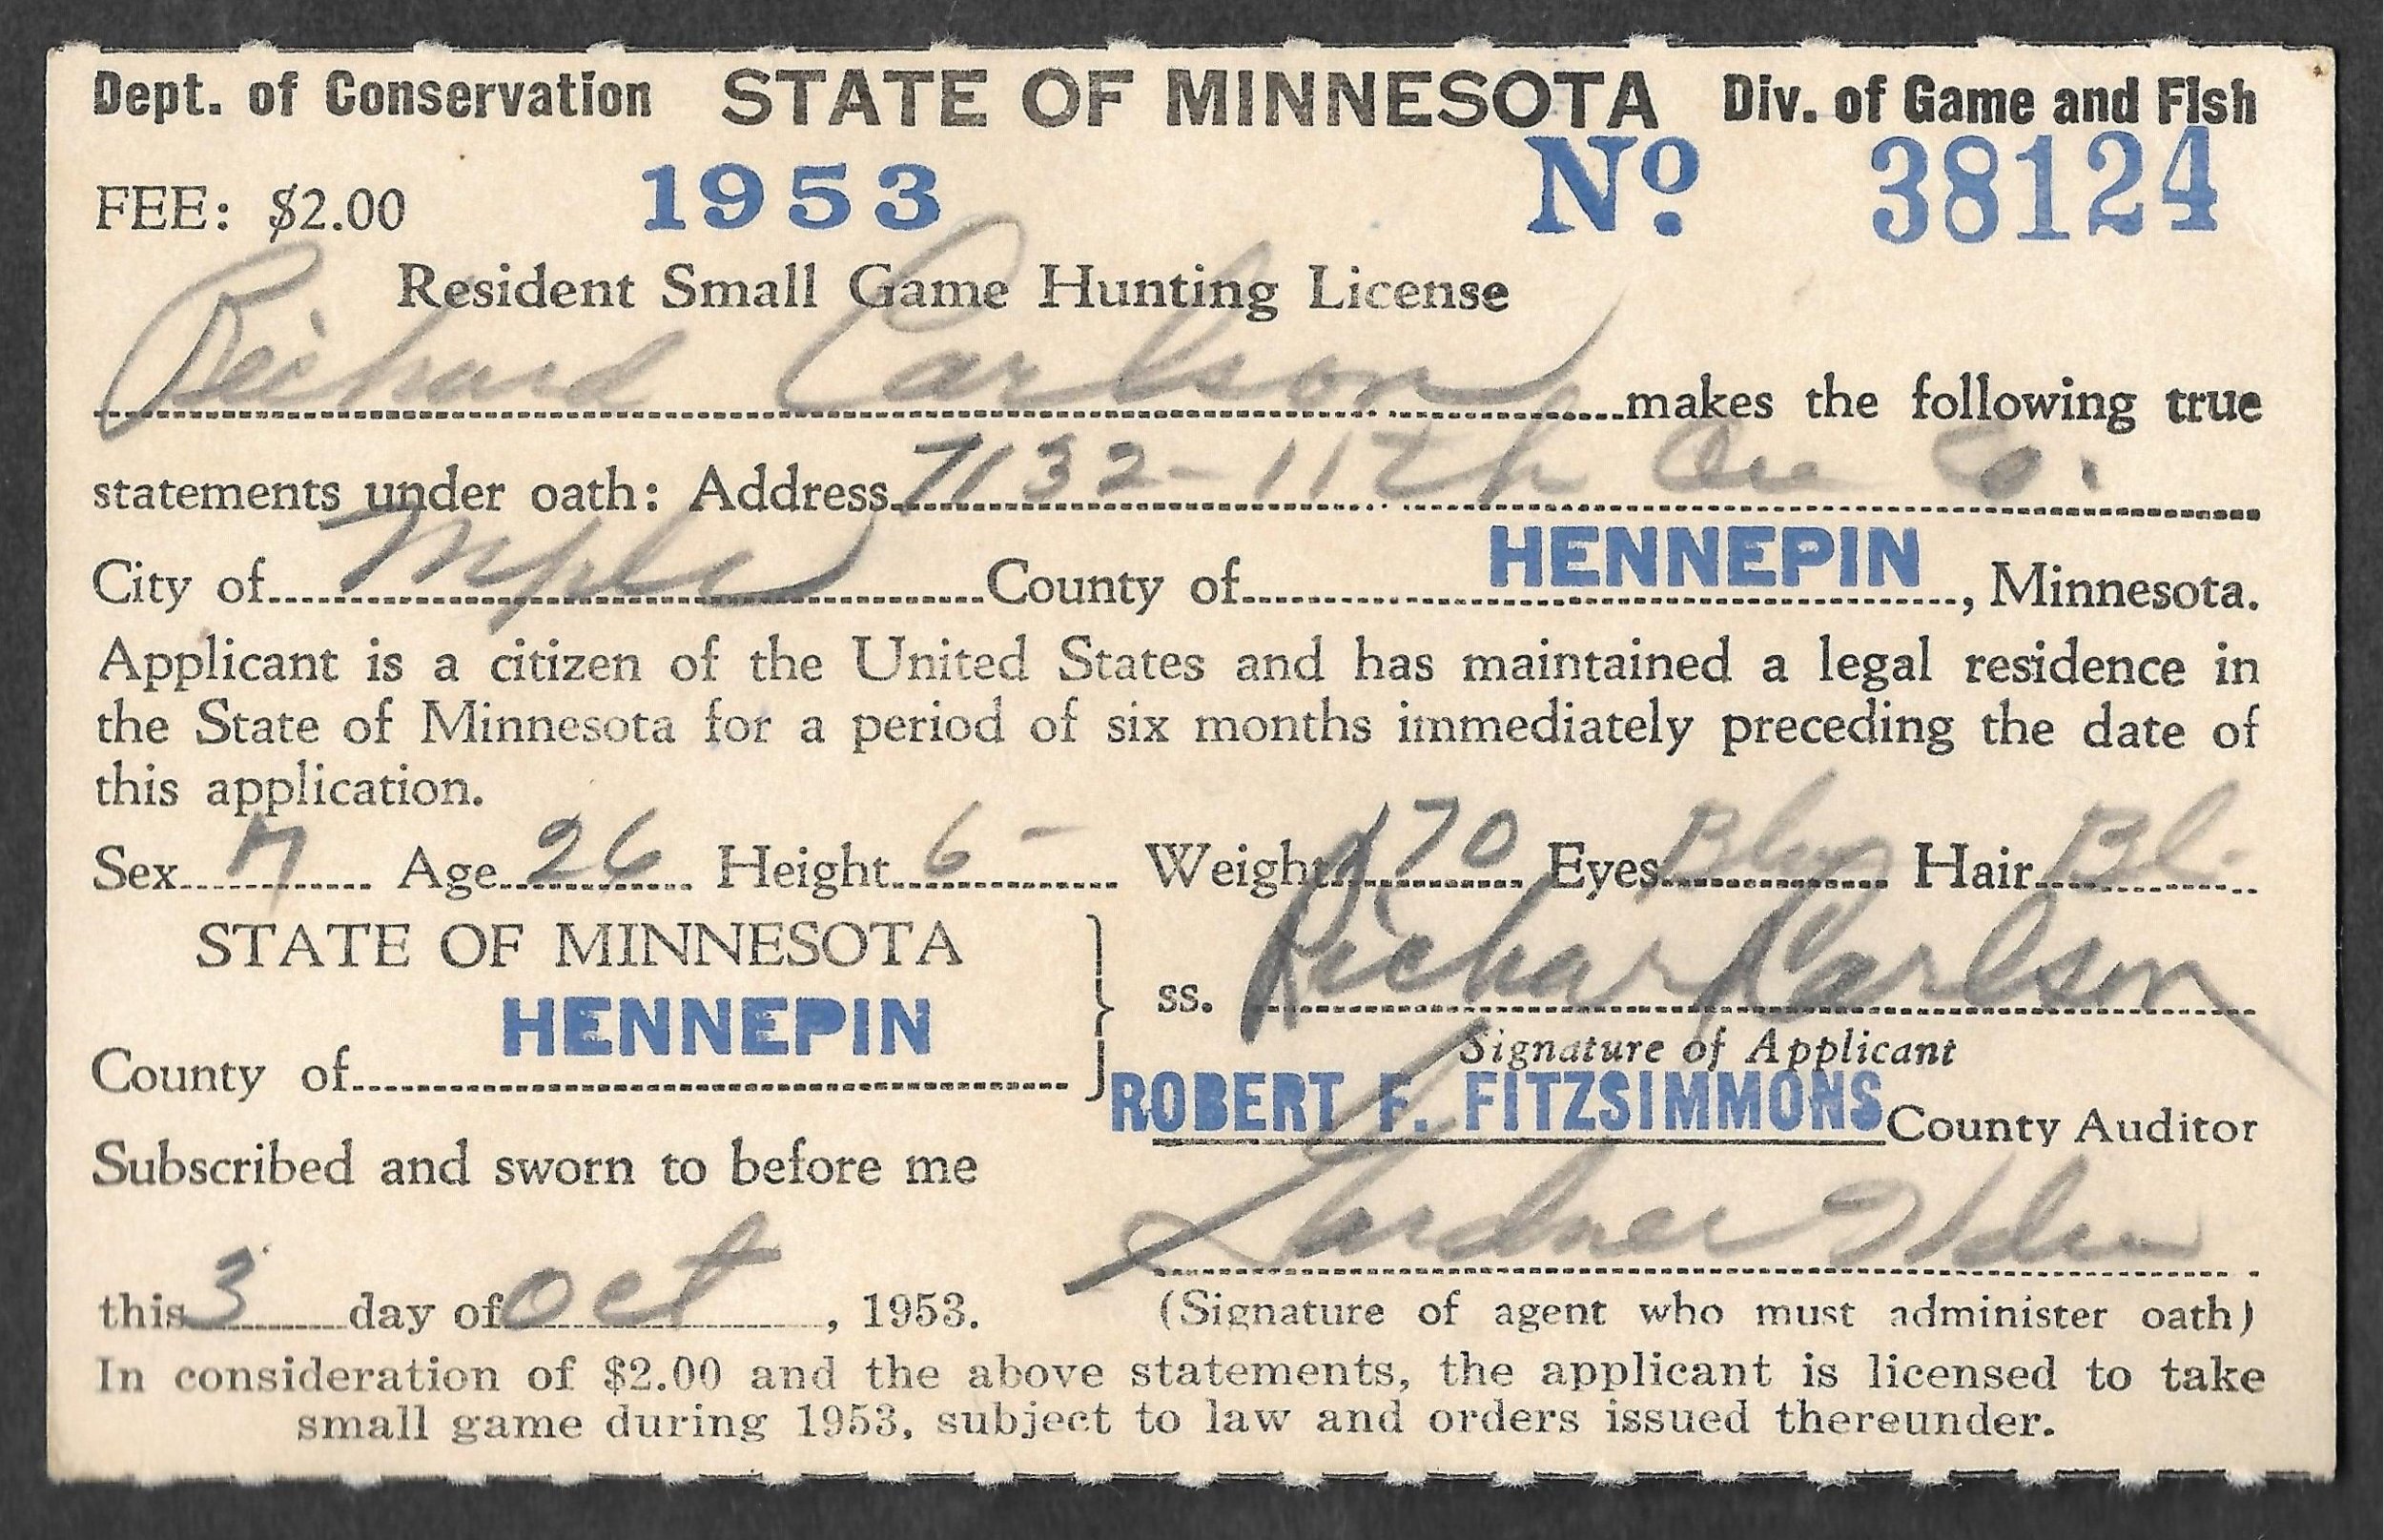 Dept. of Conservation STATE OF MINNESOTA Div. of Game and Fish
FEE: $2.00 1953 No. 38124
Resident Small Game Hunting License
Richard Carlson makes the following true
statements under oath: Address 7132-11th Ave So.
City of Mpls County of HENNEPIN, Minnesota.
Applicant is a citizen of the United States and has maintained a legal residence in
the State of Minnesota for a period of six months immediately preceding the date of
this application.
Sex M Age 26 Height 6 - Weight 170 Eyes Blu Hair Bl-
STATE OF MINNESOTA
ss. Richard Carlson
Signature of Applicant
County of HENNEPIN
ROBERT F. FITZSIMMONS County Auditor
Subscribed and sworn to before me
Gardner
this 3 day of Oct, 1953. (Signature of agent who must administer oath)
In consideration of $2.00 and the above statements, the applicant is licensed to take
small game during 1953, subject to law and orders issued thereunder.